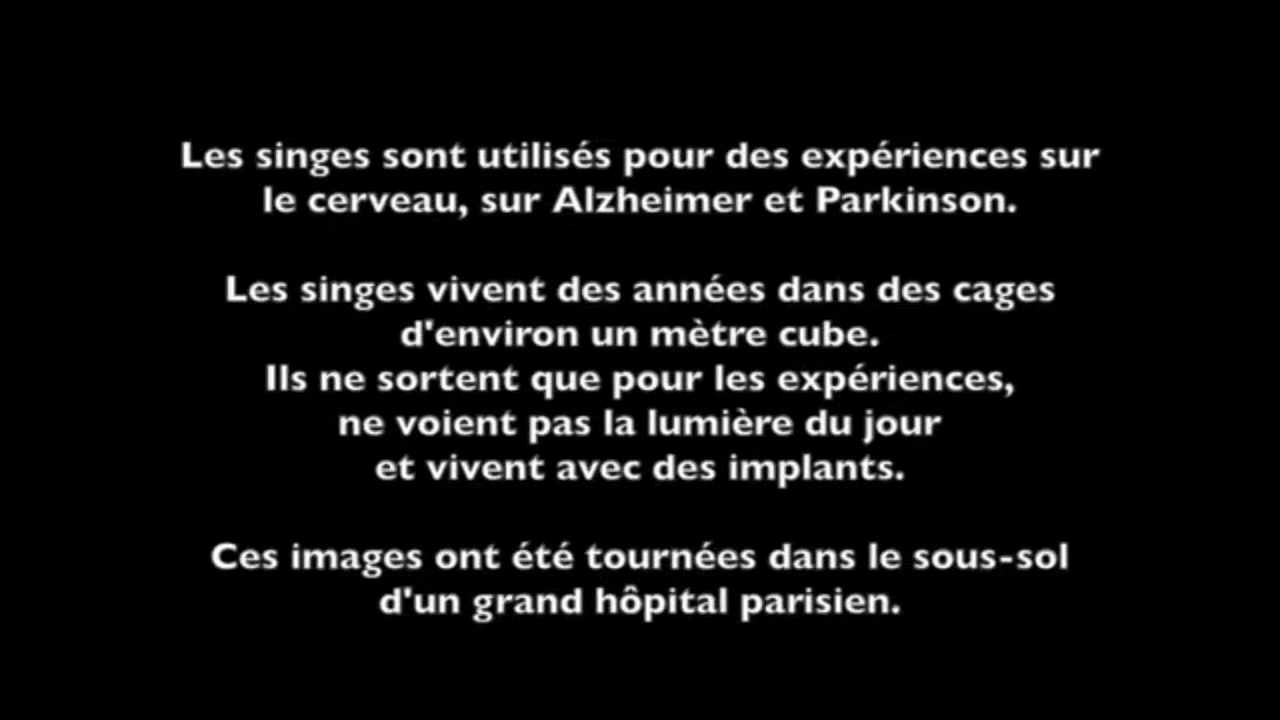 Les singes sont utilisés pour des expériences sur
le cerveau, sur Alzheimer et Parkinson.
Les singes vivent des années dans des cages
d'environ un mètre cube.
Ils ne sortent que pour les expériences,
ne voient pas la lumière du jour
et vivent avec des implants.
Ces images ont été tournées dans le sous-sol
d'un grand hôpital parisien.